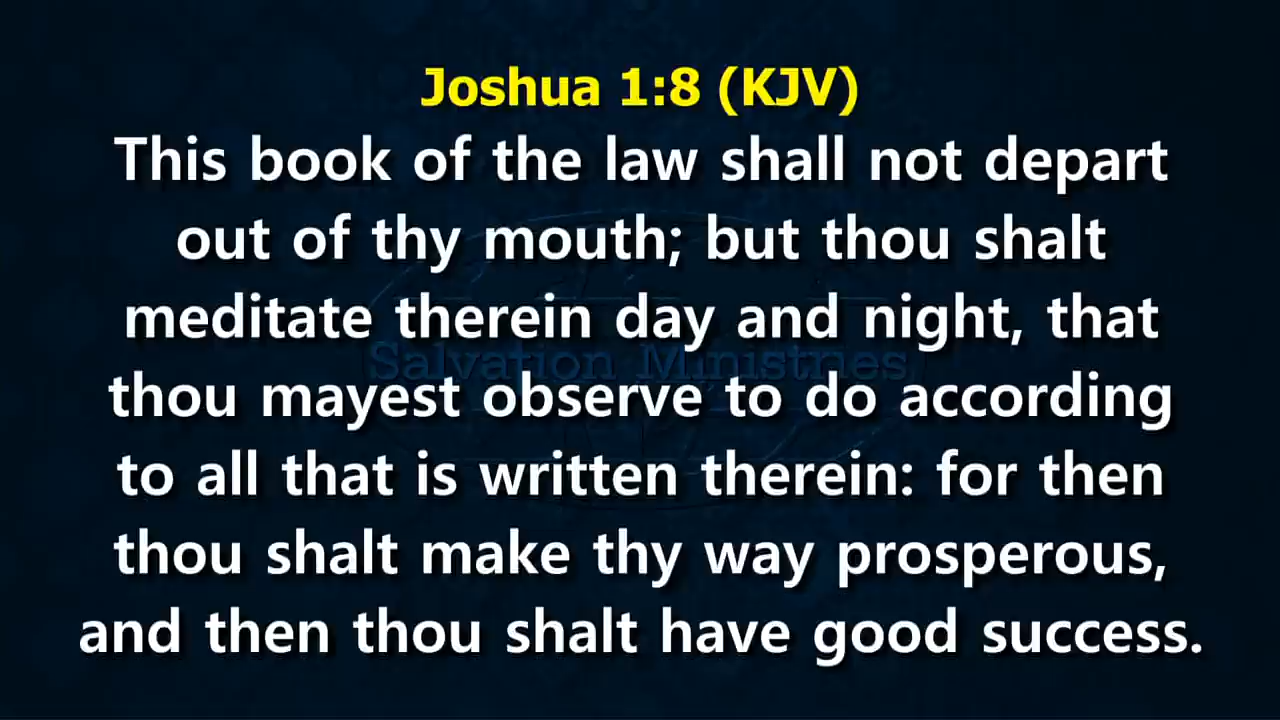 Joshua 1:8 (KJV)
This book of the law shall not depart
out of thy mouth; but thou shalt
meditate therein day and night, that
Salvation Ministries
thou mayest observe to do according
to all that is written therein: for then
thou shalt make thy way prosperous,
and then thou shalt have good success.